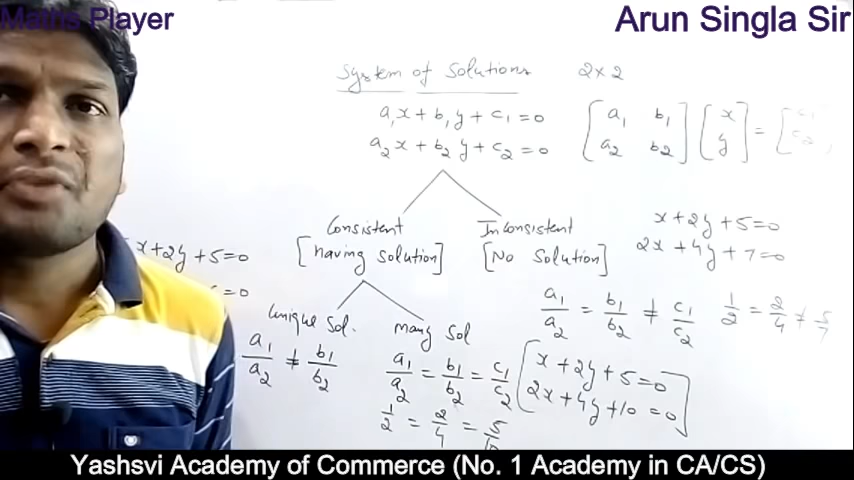 Maths Player
Arun Singla Sir
System of Solutions 2×2
a₁x + b₁y + c₁ = 0
a₂x + b₂y + c₂ = 0
[a₁ b₁
a₂ b₂] [x
y] = [
Consistent
[having solution]
Inconsistent
[No Solution]
x + 2y + 5 = 0
2x + 4y + 7 = 0
x + 2y + 5 = 0
= 0
Unique Sol.
a₁/a₂ ≠ b₁/b₂
many Sol
a₁/a₂ = b₁/b₂ = c₁/c₂
1/2 = 2/4 = 5/10
a₁/a₂ = b₁/b₂ ≠ c₁/c₂
1/2 = 2/4 ≠ 5/7
[x + 2y + 5 = 0
2x + 4y + 10 = 0]
Yashsvi Academy of Commerce (No. 1 Academy in CA/CS)